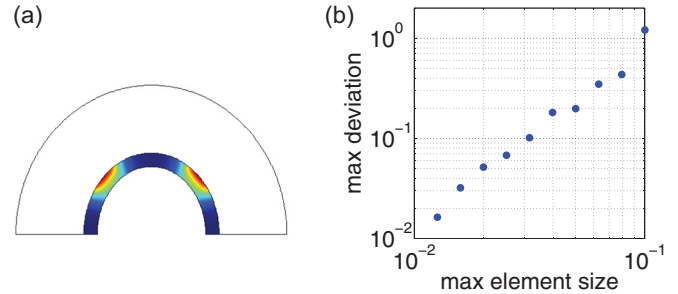 (a)
(b)
10^0
10^-1
10^-2
max deviation
10^-2
10^-1
max element size